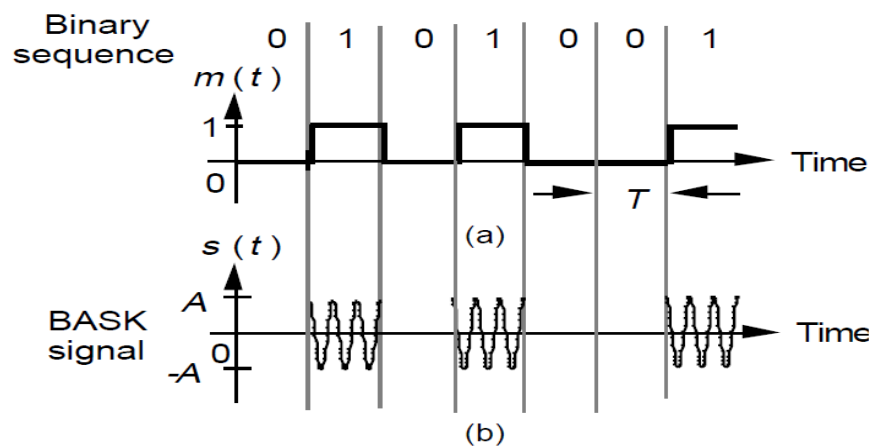 Binary sequence 0 1 0 1 0 0 1
m(t)
1
0
Time
T
(a)
s(t)
A
BASK signal
0
-A
Time
(b)